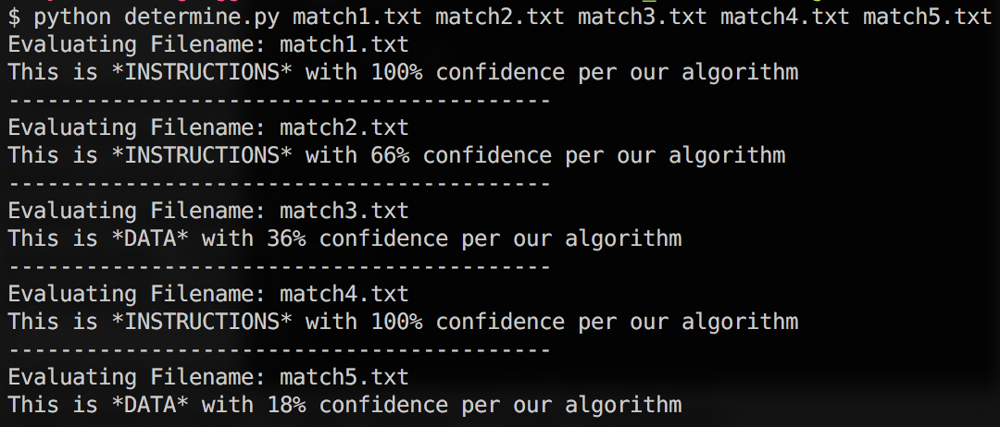 $ python determine.py match1.txt match2.txt match3.txt match4.txt match5.txt
Evaluating Filename: match1.txt
This is *INSTRUCTIONS* with 100% confidence per our algorithm
------------------------------------------
Evaluating Filename: match2.txt
This is *INSTRUCTIONS* with 66% confidence per our algorithm
------------------------------------------
Evaluating Filename: match3.txt
This is *DATA* with 36% confidence per our algorithm
------------------------------------------
Evaluating Filename: match4.txt
This is *INSTRUCTIONS* with 100% confidence per our algorithm
------------------------------------------
Evaluating Filename: match5.txt
This is *DATA* with 18% confidence per our algorithm